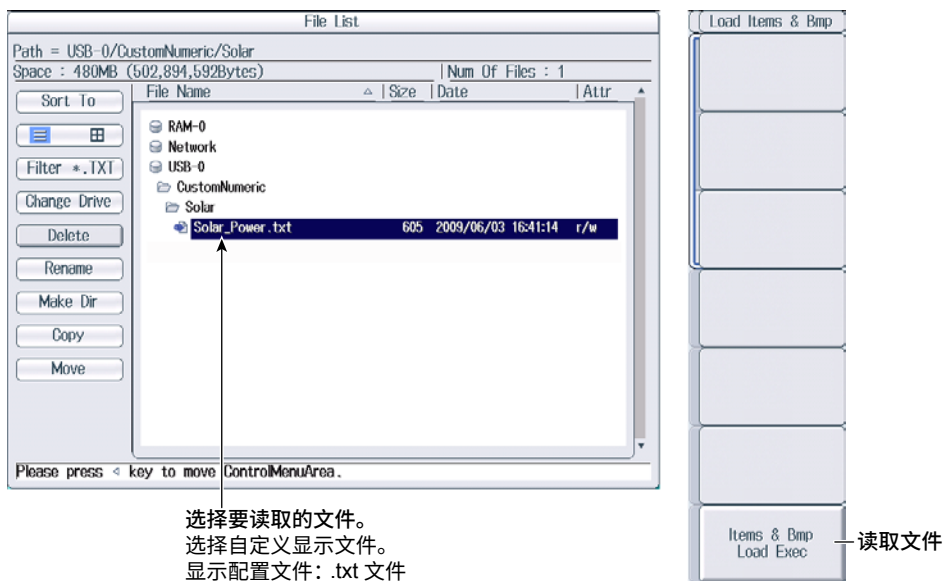 File List
Path = USB-0/CustomNumeric/Solar
Space : 480MB (502,894,592Bytes) Num Of Files : 1
File Name Size Date Attr
Sort To
Filter *.TXT
Change Drive
Delete
Rename
Make Dir
Copy
Move
RAM-0
Network
USB-0
CustomNumeric
Solar
Solar_Power.txt 605 2009/06/03 16:41:14 r/w
Please press ◁ key to move ControlMenuArea.
选择要读取的文件。
选择自定义显示文件。
显示配置文件：.txt 文件
Load Items & Bmp
Items & Bmp
Load Exec
读取文件